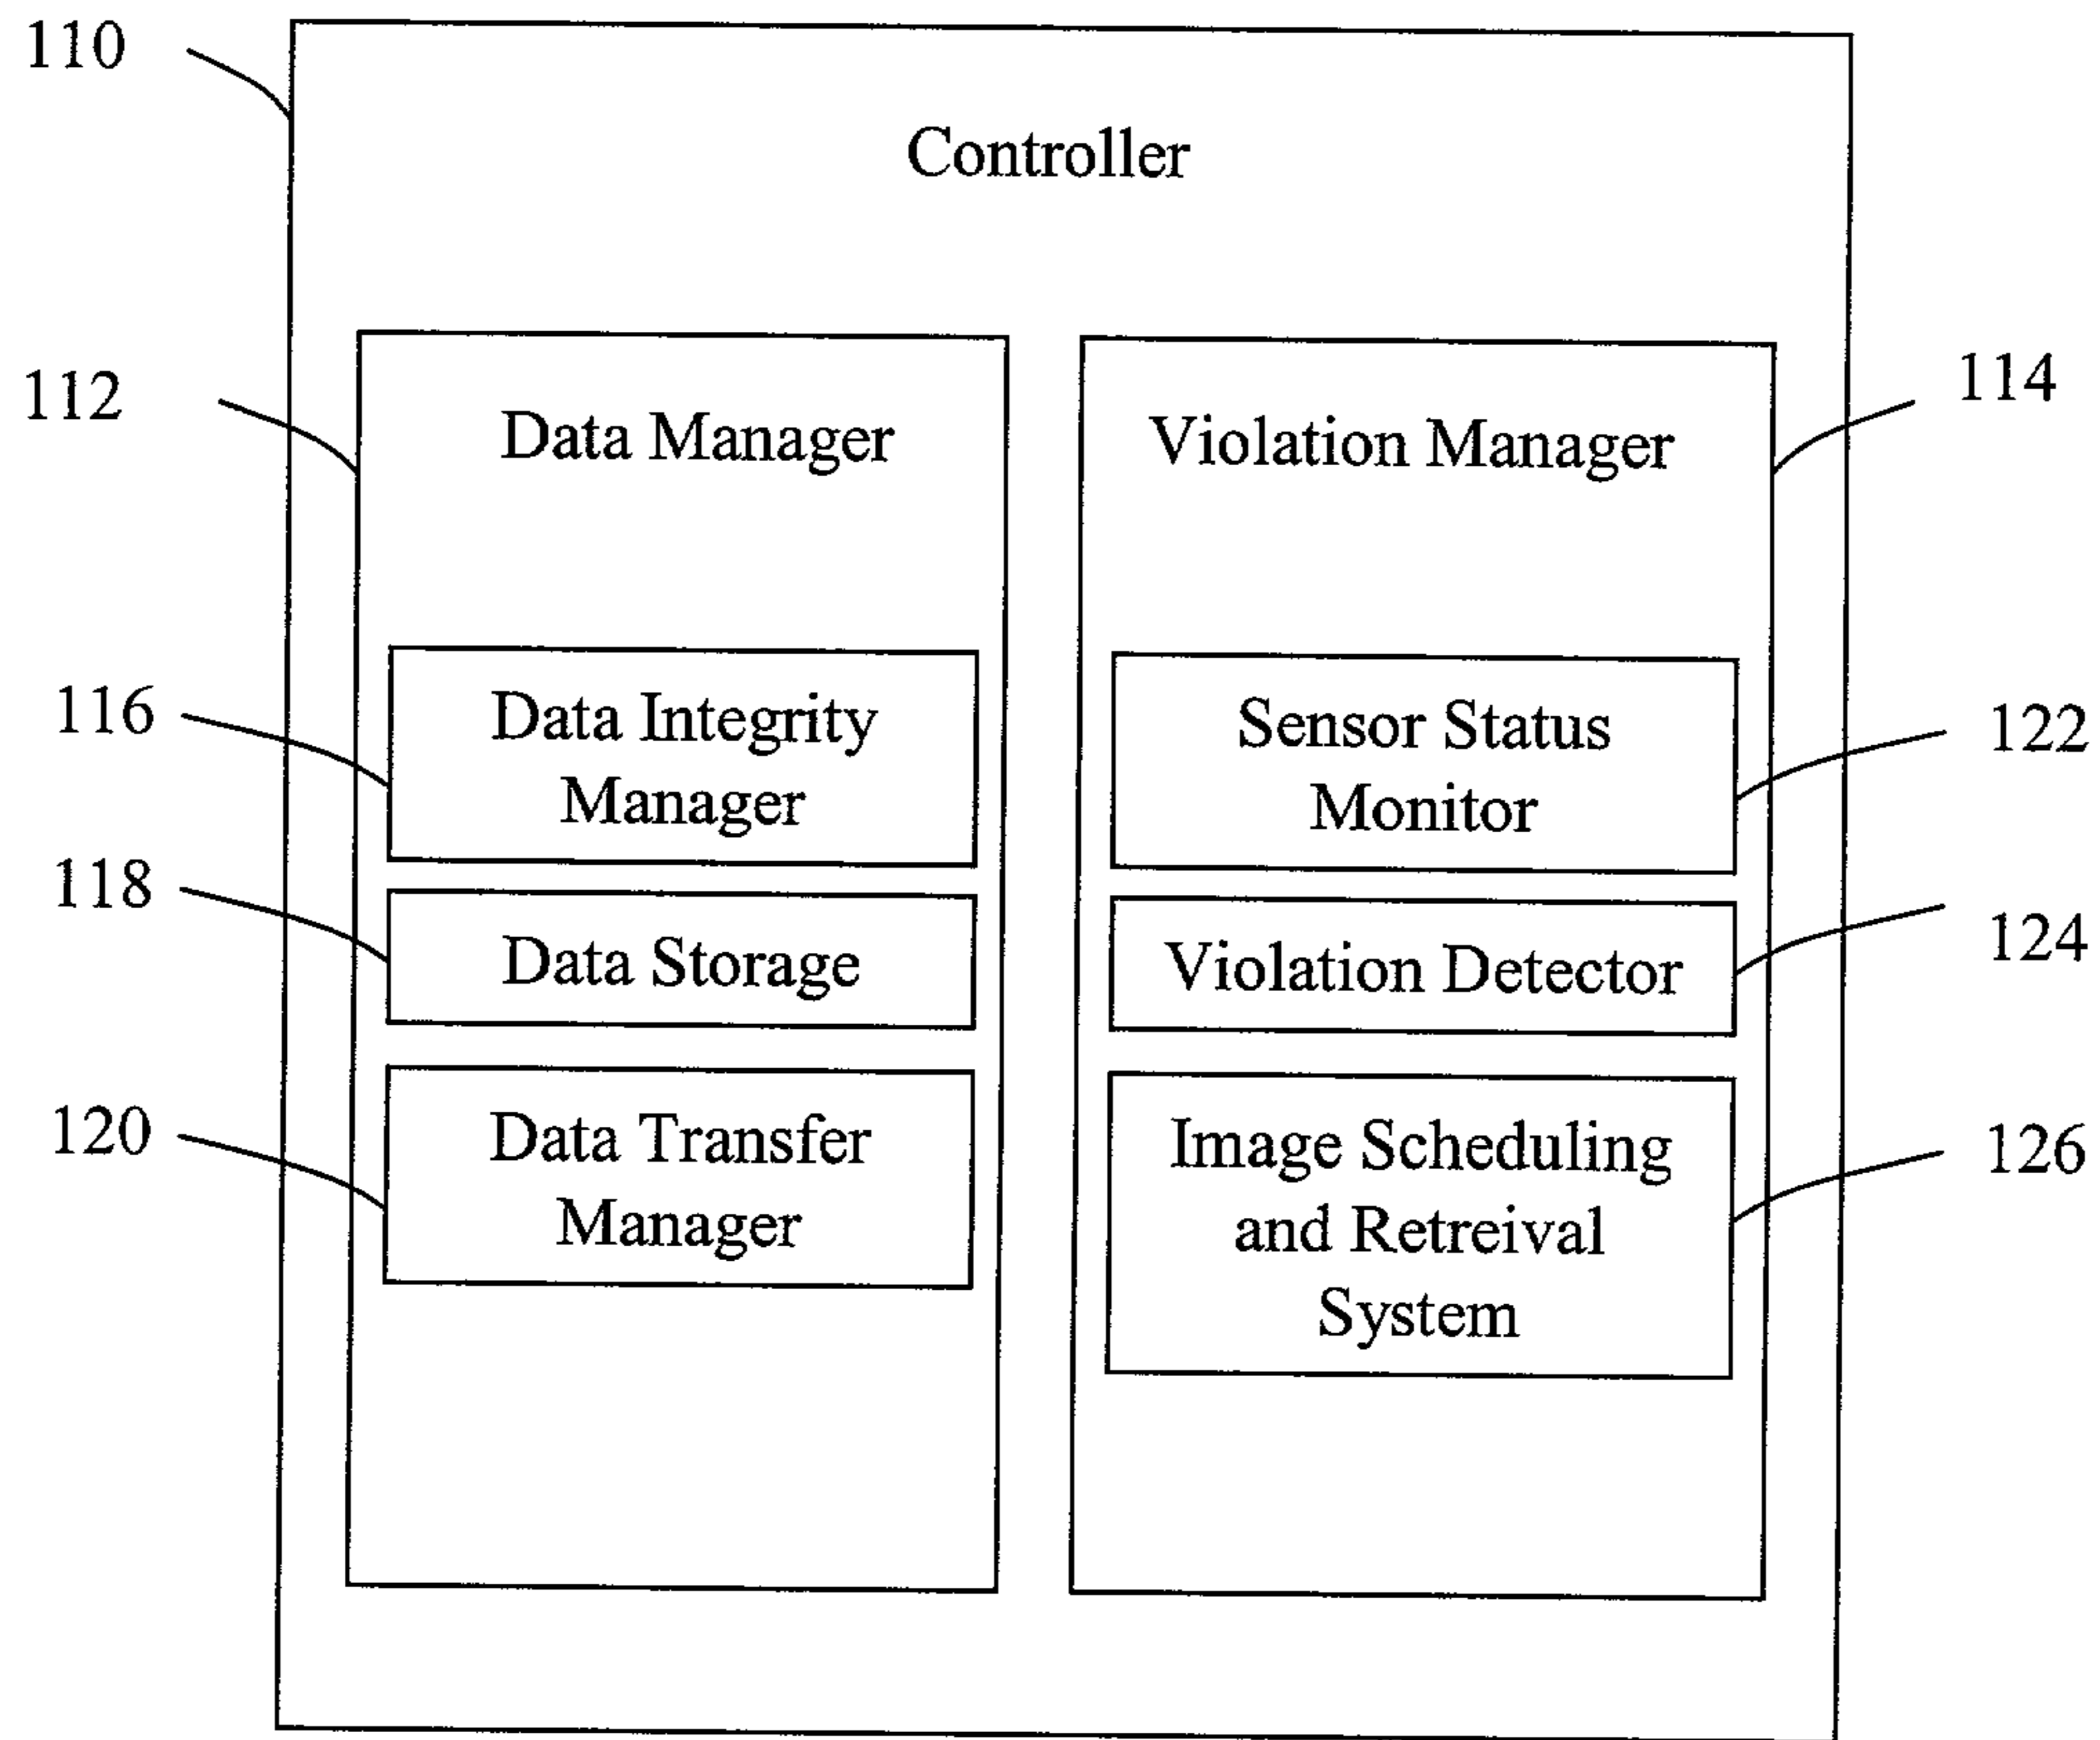 110
Controller
112
Data Manager
Violation Manager
114
116
Data Integrity
Manager
Sensor Status
Monitor
122
118
Data Storage
Violation Detector
124
120
Data Transfer
Manager
Image Scheduling
and Retreival
System
126